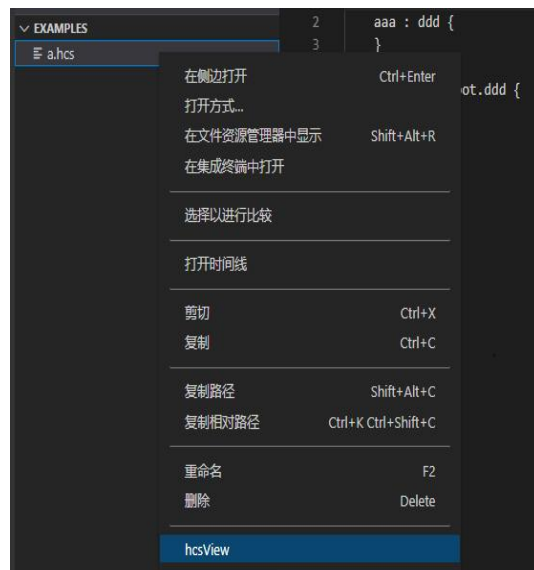 EXAMPLES
a.hcs
2 aaa : ddd {
3 }
ot.ddd {
在侧边打开 Ctrl+Enter
打开方式...
在文件资源管理器中显示 Shift+Alt+R
在集成终端中打开
选择以进行比较
打开时间线
剪切 Ctrl+X
复制 Ctrl+C
复制路径 Shift+Alt+C
复制相对路径 Ctrl+K Ctrl+Shift+C
重命名 F2
删除 Delete
hcsView